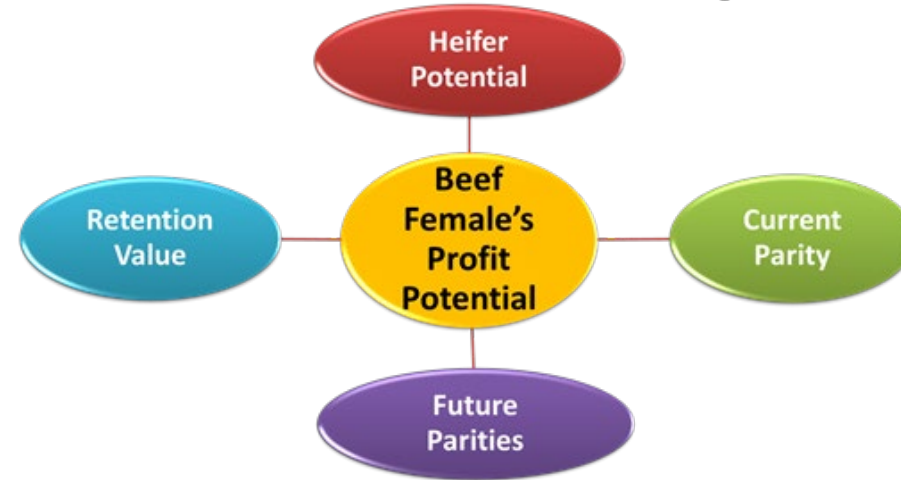 Heifer
Potential
Beef
Female's
Profit
Potential
Retention
Value
Current
Parity
Future
Parities